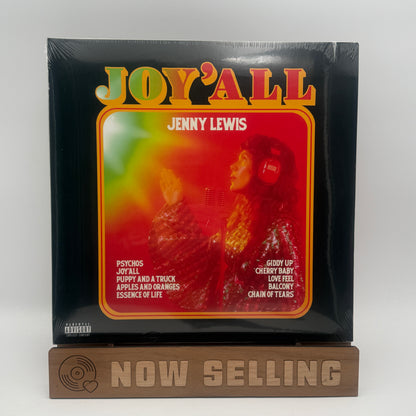 JOY'ALL
JENNY LEWIS
PSYCHOS
JOY'ALL
PUPPY AND A TRUCK
APPLES AND ORANGES
ESSENCE OF LIFE
GIDDY UP
CHERRY BABY
LOVE FEEL
BALCONY
CHAIN OF TEARS
PARENTAL
ADVISORY
EXPLICIT CONTENT
NOW SELLING